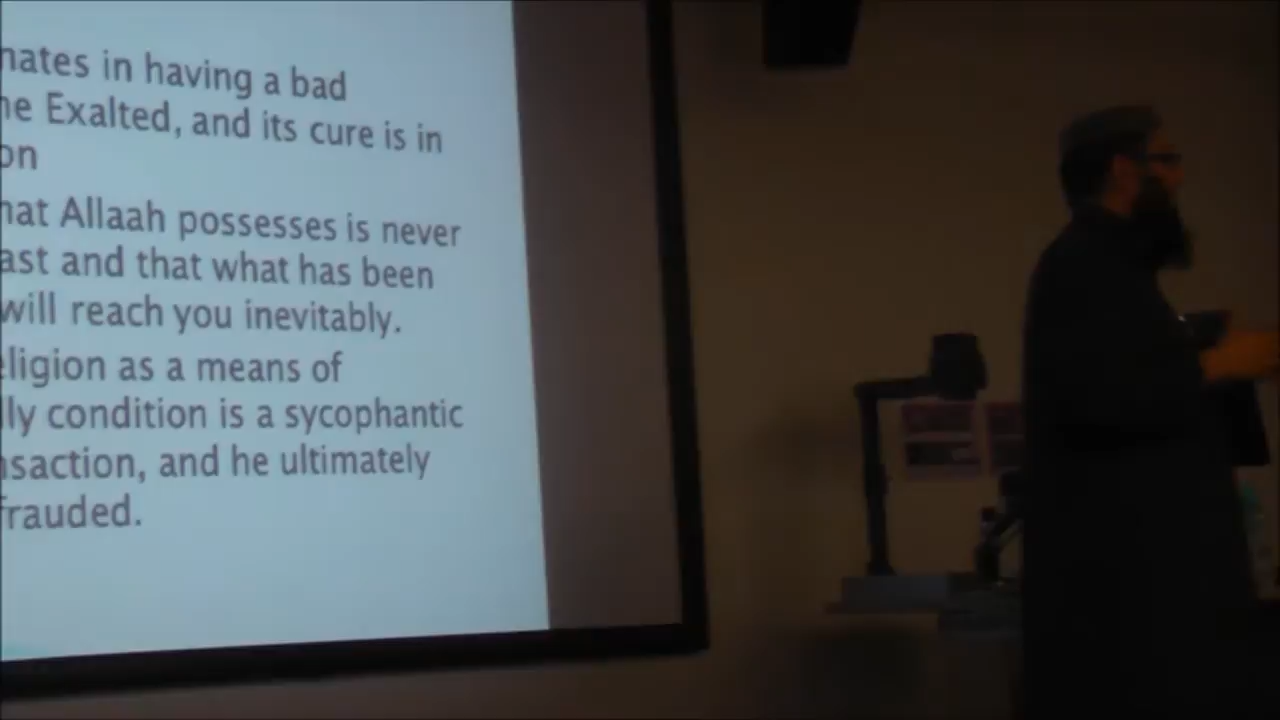 nates in having a bad
he Exalted, and its cure is in
on
hat Allaah possesses is never
ast and that what has been
will reach you inevitably.
eligion as a means of
lly condition is a sycophantic
nsaction, and he ultimately
frauded.